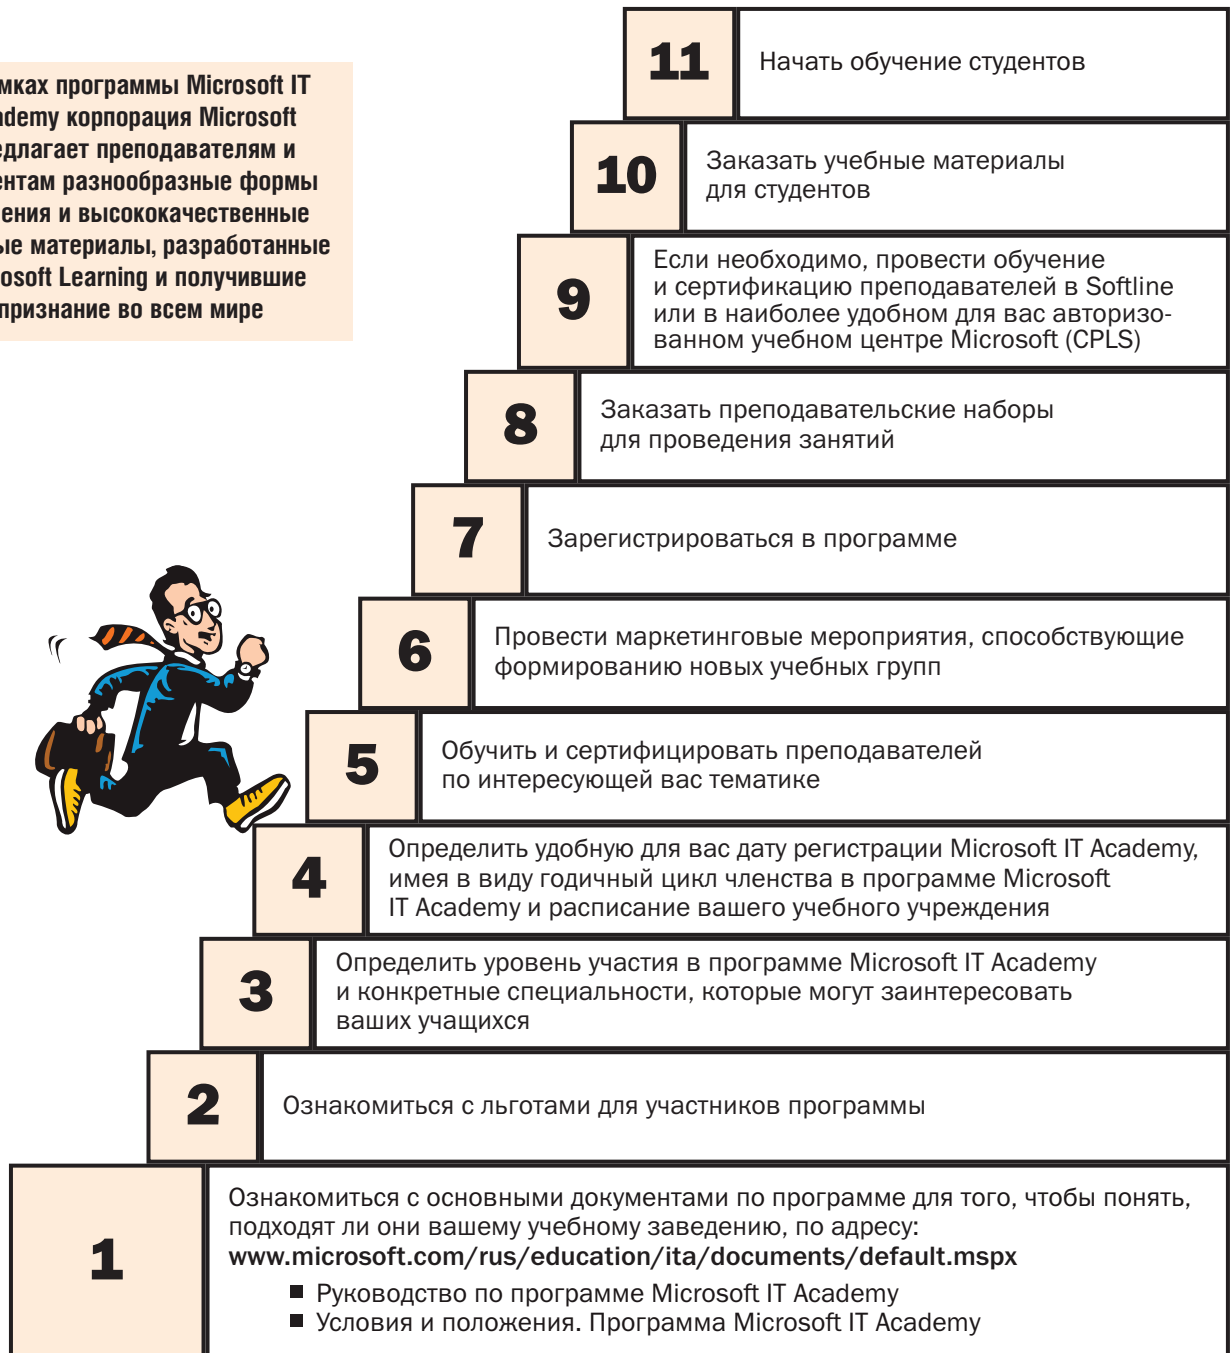 11
Начать обучение студентов
мках программы Microsoft IT
ademy корпорация Microsoft
едлагает преподавателям и
ентам разнообразные формы
ения и высококачественные
ые материалы, разработанные
osoft Learning и получившие
признание во всем мире
10
Заказать учебные материалы
для студентов
9
Если необходимо, провести обучение
и сертификацию преподавателей в Softline
или в наиболее удобном для вас авторизо-
ванном учебном центре Microsoft (CPLS)
8
Заказать преподавательские наборы
для проведения занятий
7
Зарегистрироваться в программе
6
Провести маркетинговые мероприятия, способствующие
формированию новых учебных групп
5
Обучить и сертифицировать преподавателей
по интересующей вас тематике
4
Определить удобную для вас дату регистрации Microsoft IT Academy,
имея в виду годичный цикл членства в программе Microsoft
IT Academy и расписание вашего учебного учреждения
3
Определить уровень участия в программе Microsoft IT Academy
и конкретные специальности, которые могут заинтересовать
ваших учащихся
2
Ознакомиться с льготами для участников программы
1
Ознакомиться с основными документами по программе для того, чтобы понять,
подходят ли они вашему учебному заведению, по адресу:
www.microsoft.com/rus/education/ita/documents/default.mspx
■ Руководство по программе Microsoft IT Academy
■ Условия и положения. Программа Microsoft IT Academy